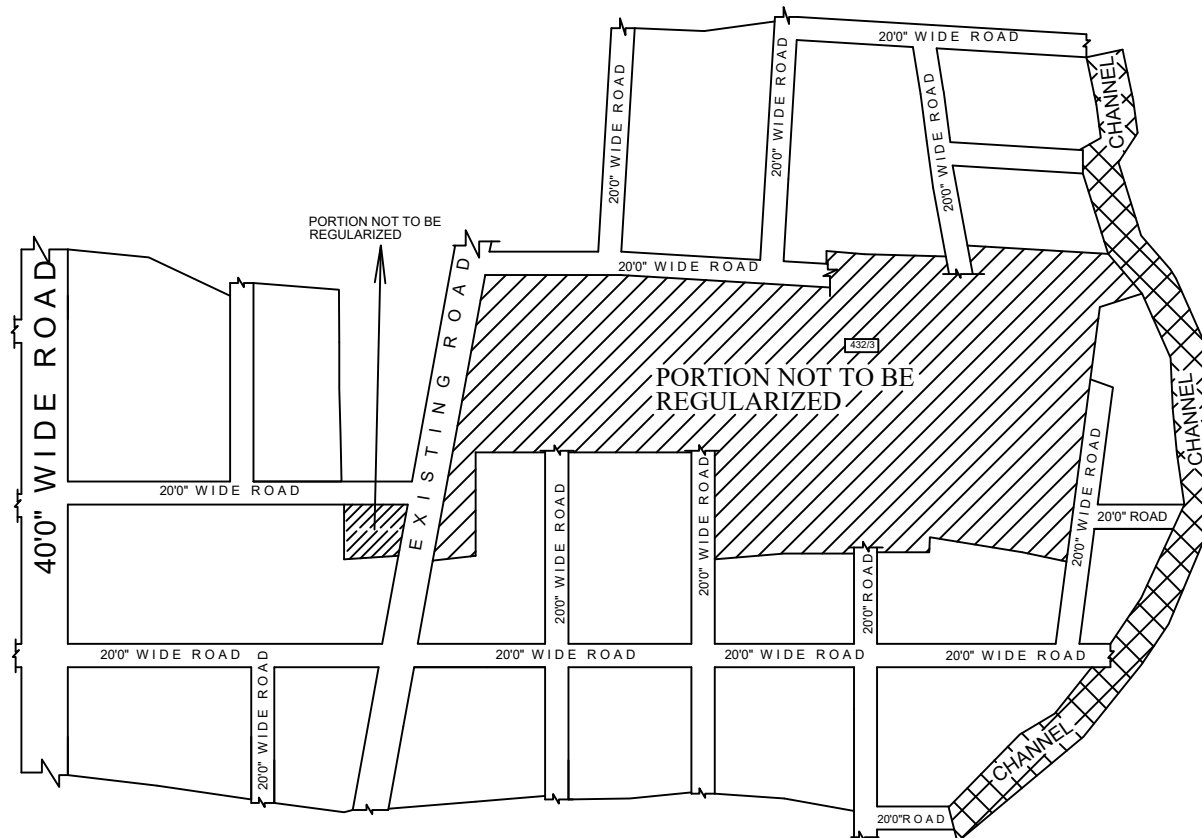 20'0" WIDE ROAD
20'0" WIDE ROAD
20'0" WIDE ROAD
20'0" WIDE ROAD
CHANNEL
PORTION NOT TO BE
REGULARIZED
20'0" WIDE ROAD
40'0" WIDE ROAD
EXISTING ROAD
432/3
PORTION NOT TO BE
REGULARIZED
CHANNEL
20'0" WIDE ROAD
20'0" WIDE ROAD
20'0" WIDE ROAD
20'0" WIDE ROAD
20'0" ROAD
20'0" ROAD
20'0" WIDE ROAD
20'0" WIDE ROAD
20'0" WIDE ROAD
20'0" WIDE ROAD
20'0" WIDE ROAD
CHANNEL
20'0"ROAD